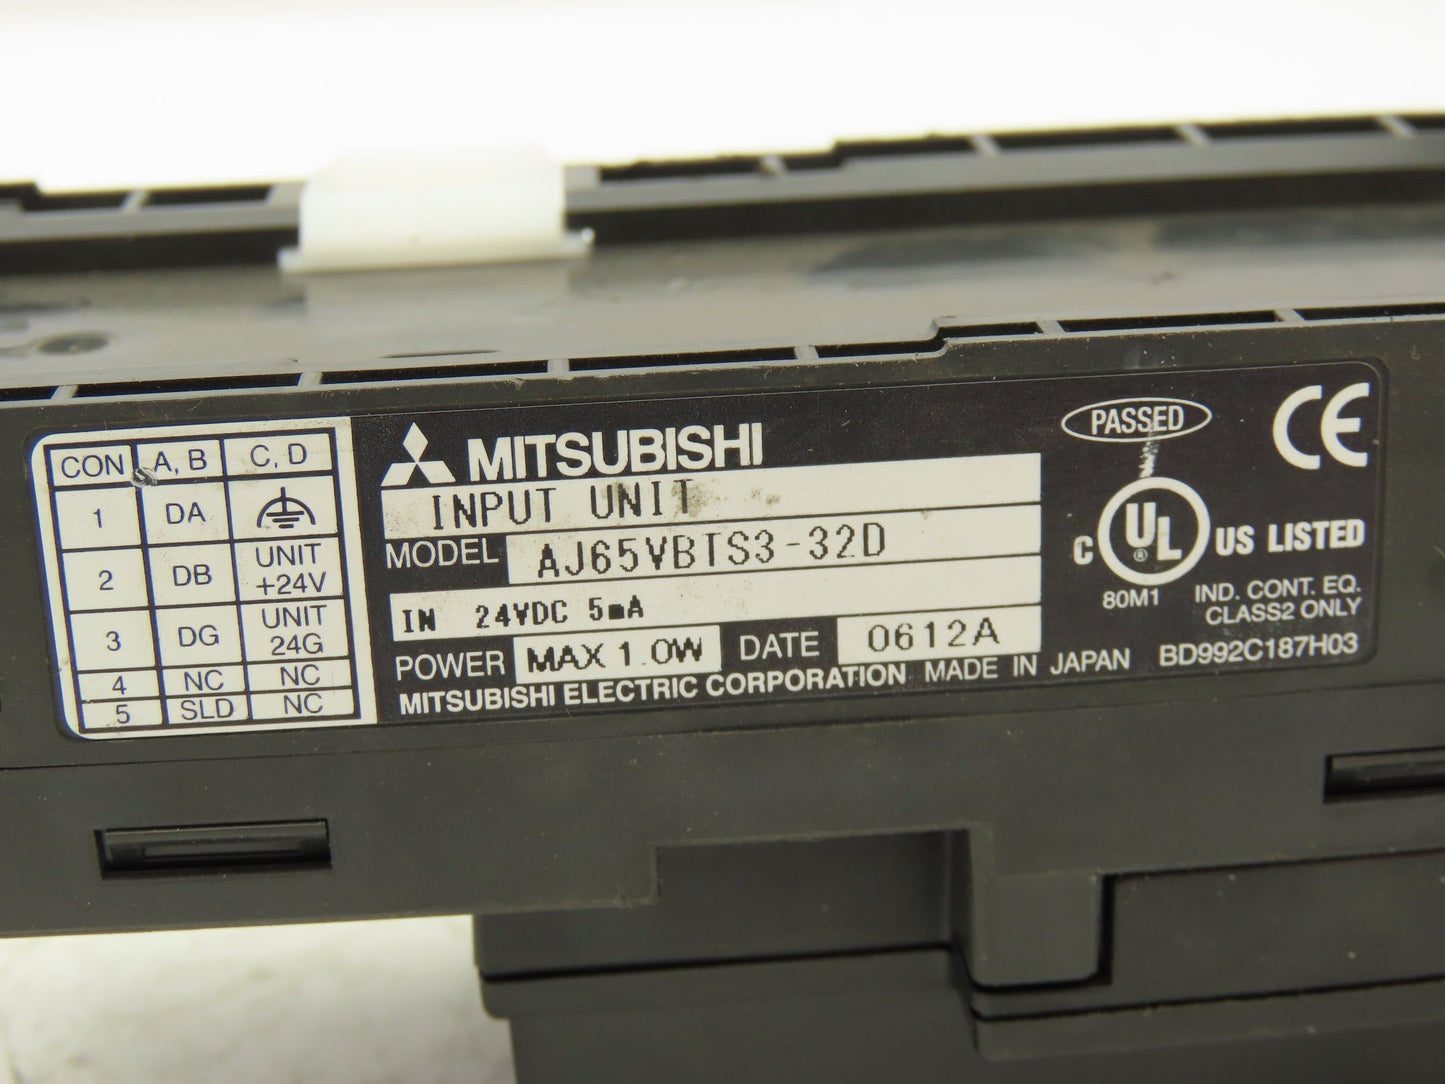 CON A, B C, D
1 DA
2 DB UNIT +24V
3 DG UNIT 24G
4 NC NC
5 SLD NC
MITSUBISHI
INPUT UNIT
MODEL AJ65VBTS3-32D
IN 24VDC 5mA
POWER MAX 1.0W DATE 0612A
MITSUBISHI ELECTRIC CORPORATION MADE IN JAPAN BD992C187H03
PASSED
CE
C UL ® US LISTED
80M1 IND. CONT. EQ.
CLASS2 ONLY